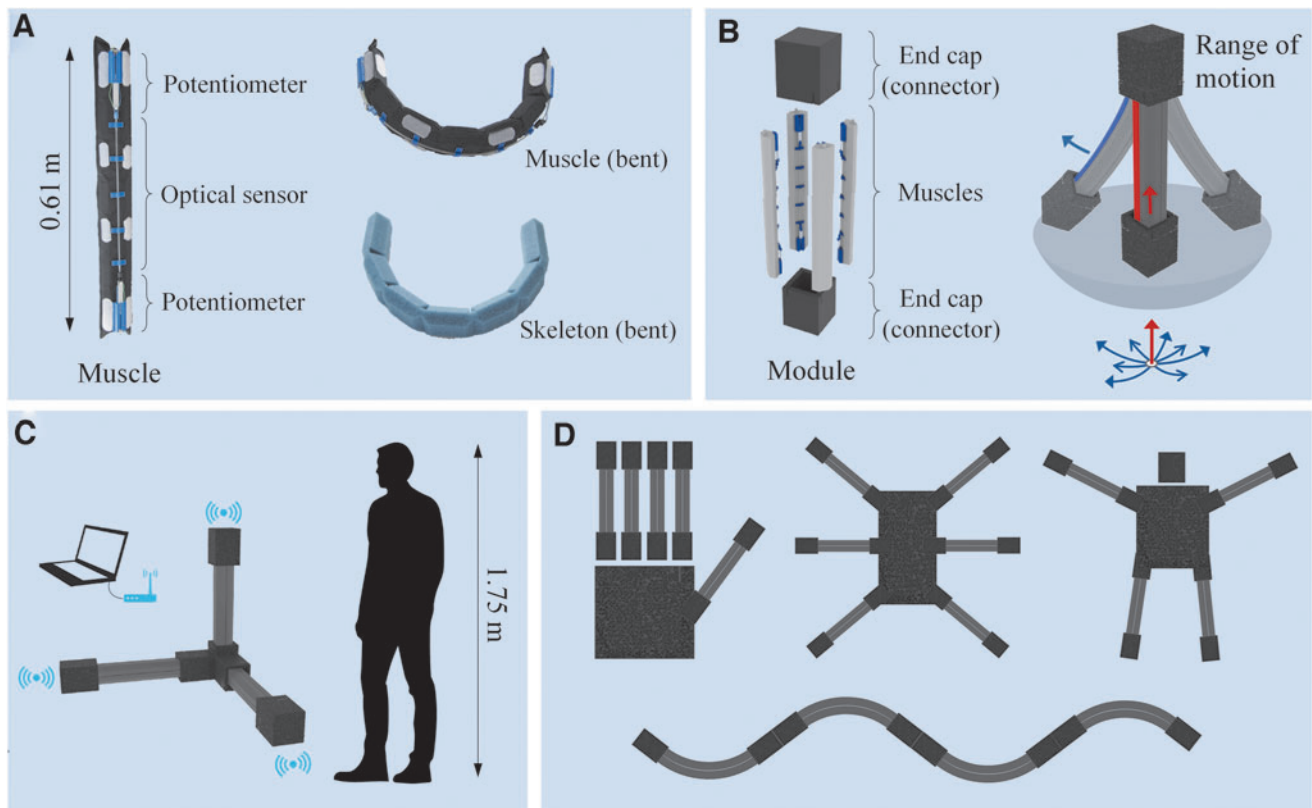 A
0.61 m
Potentiometer
Optical sensor
Potentiometer
Muscle
Muscle (bent)
Skeleton (bent)
B
End cap
(connector)
Muscles
End cap
(connector)
Module
Range of
motion
C
1.75 m
D